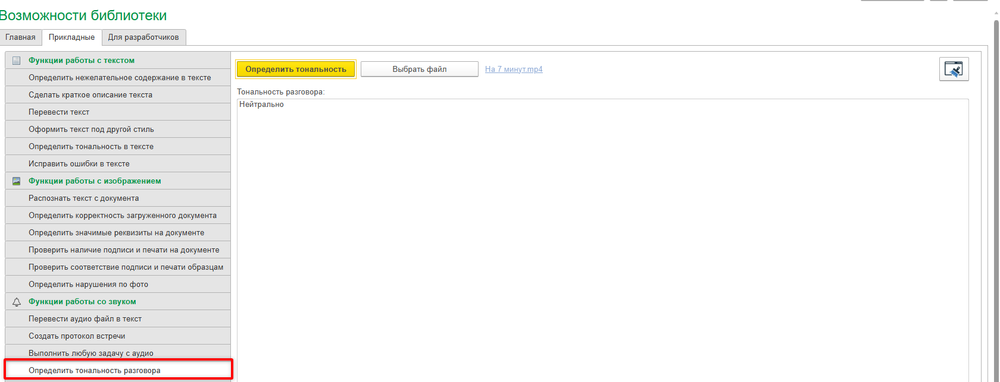 Возможности библиотеки
Главная
Прикладные
Для разработчиков
Функции работы с текстом
Определить нежелательное содержание в тексте
Сделать краткое описание текста
Перевести текст
Оформить текст под другой стиль
Определить тональность в тексте
Исправить ошибки в тексте
Функции работы с изображением
Распознать текст с документа
Определить корректность загруженного документа
Определить значимые реквизиты на документе
Проверить наличие подписи и печати на документе
Проверить соответствие подписи и печати образцам
Определить нарушения по фото
Функции работы со звуком
Перевести аудио файл в текст
Создать протокол встречи
Выполнить любую задачу с аудио
Определить тональность разговора
Определить тональность
Выбрать файл
На 7 минут.mp4
Тональность разговора:
Нейтрально